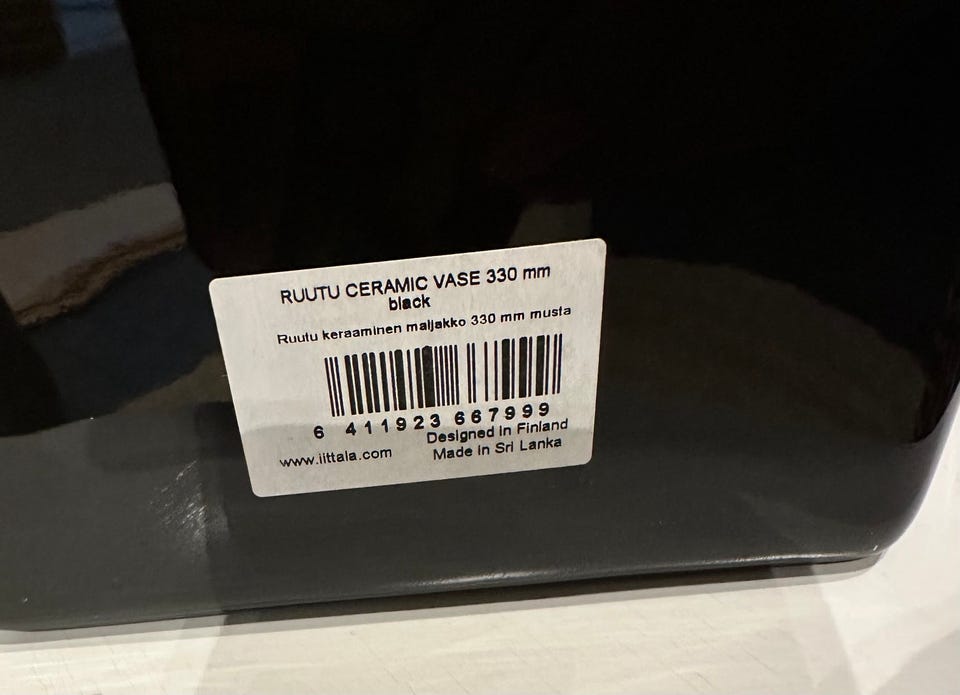 RUUTU CERAMIC VASE 330 mm
black
Ruutu keraaminen maljakko 330 mm musta
6 411923 667999
Designed in Finland
www.iittala.com Made in Sri Lanka